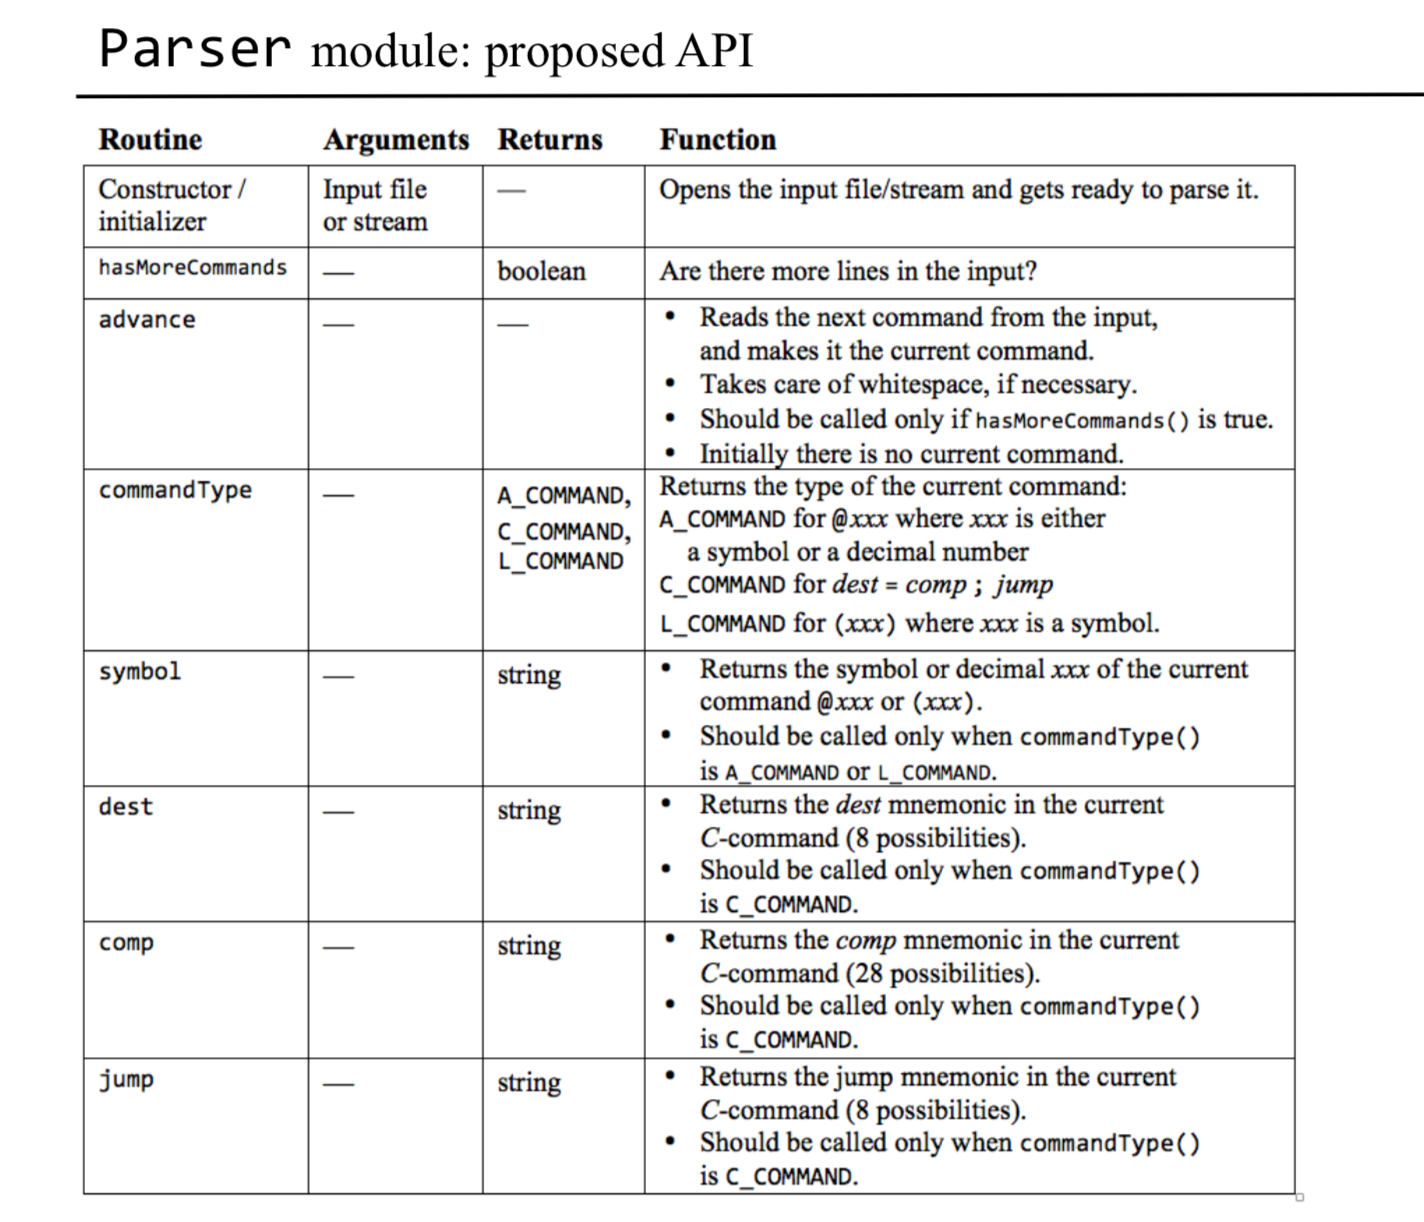 Parser module: proposed API
Routine Arguments Returns Function
Constructor / initializer
Input file or stream
—
Opens the input file/stream and gets ready to parse it.
hasMoreCommands
—
boolean
Are there more lines in the input?
advance
—
—
• Reads the next command from the input,
and makes it the current command.
• Takes care of whitespace, if necessary.
• Should be called only if hasMoreCommands() is true.
• Initially there is no current command.
commandType
—
A_COMMAND,
C_COMMAND,
L_COMMAND
Returns the type of the current command:
A_COMMAND for @xxx where xxx is either
a symbol or a decimal number
C_COMMAND for dest = comp ; jump
L_COMMAND for (xxx) where xxx is a symbol.
symbol
—
string
• Returns the symbol or decimal xxx of the current
command @xxx or (xxx).
• Should be called only when commandType()
is A_COMMAND or L_COMMAND.
dest
—
string
• Returns the dest mnemonic in the current
C-command (8 possibilities).
• Should be called only when commandType()
is C_COMMAND.
comp
—
string
• Returns the comp mnemonic in the current
C-command (28 possibilities).
• Should be called only when commandType()
is C_COMMAND.
jump
—
string
• Returns the jump mnemonic in the current
C-command (8 possibilities).
• Should be called only when commandType()
is C_COMMAND.